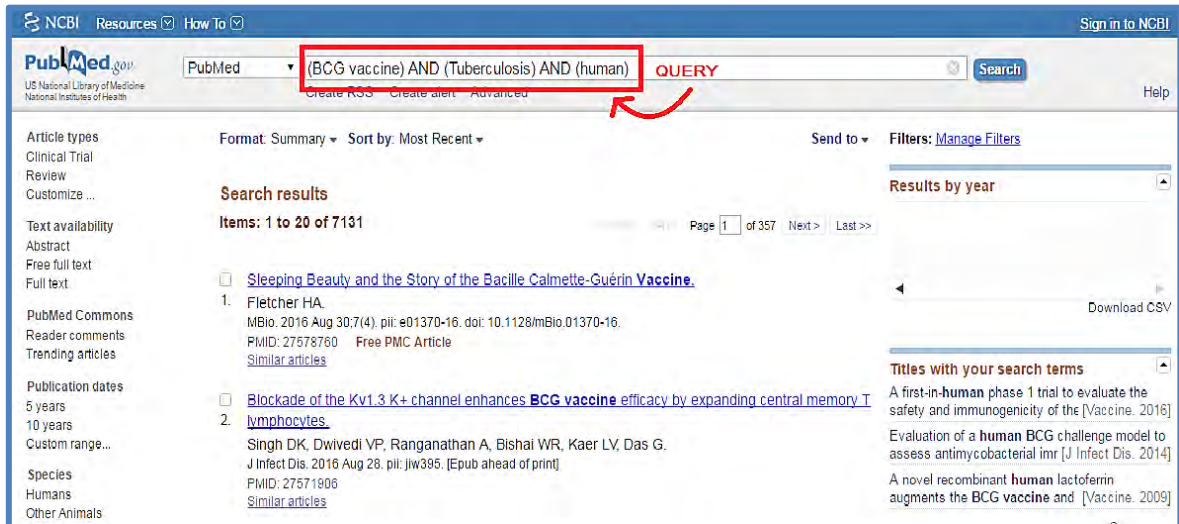 NCBI Resources How To Sign in to NCBI
PubMed.gov
US National Library of Medicine
National Institutes of Health
PubMed (BCG vaccine) AND (Tuberculosis) AND (human) QUERY Search
Create RSS Create alert Advanced
Help
Article types
Clinical Trial
Review
Customize ...
Text availability
Abstract
Free full text
Full text
PubMed Commons
Reader comments
Trending articles
Publication dates
5 years
10 years
Custom range...
Species
Humans
Other Animals
Format: Summary Sort by: Most Recent Send to
Search results
Items: 1 to 20 of 7131
Page 1 of 357 Next > Last >>
Sleeping Beauty and the Story of the Bacille Calmette-Guérin Vaccine.
1. Fletcher HA.
MBio. 2016 Aug 30;7(4). pii: e01370-16. doi: 10.1128/mBio.01370-16.
PMID: 27578760 Free PMC Article
Similar articles
Blockade of the Kv1.3 K+ channel enhances BCG vaccine efficacy by expanding central memory T
2. lymphocytes.
Singh DK, Dwivedi VP, Ranganathan A, Bishai WR, Kaer LV, Das G.
J Infect Dis. 2016 Aug 28. pii: jiw395. [Epub ahead of print]
PMID: 27571906
Similar articles
Filters: Manage Filters
Results by year
Download CSV
Titles with your search terms
A first-in-human phase 1 trial to evaluate the
safety and immunogenicity of the [Vaccine. 2016]
Evaluation of a human BCG challenge model to
assess antimycobacterial imr [J Infect Dis. 2014]
A novel recombinant human lactoferrin
augments the BCG vaccine and [Vaccine. 2009]